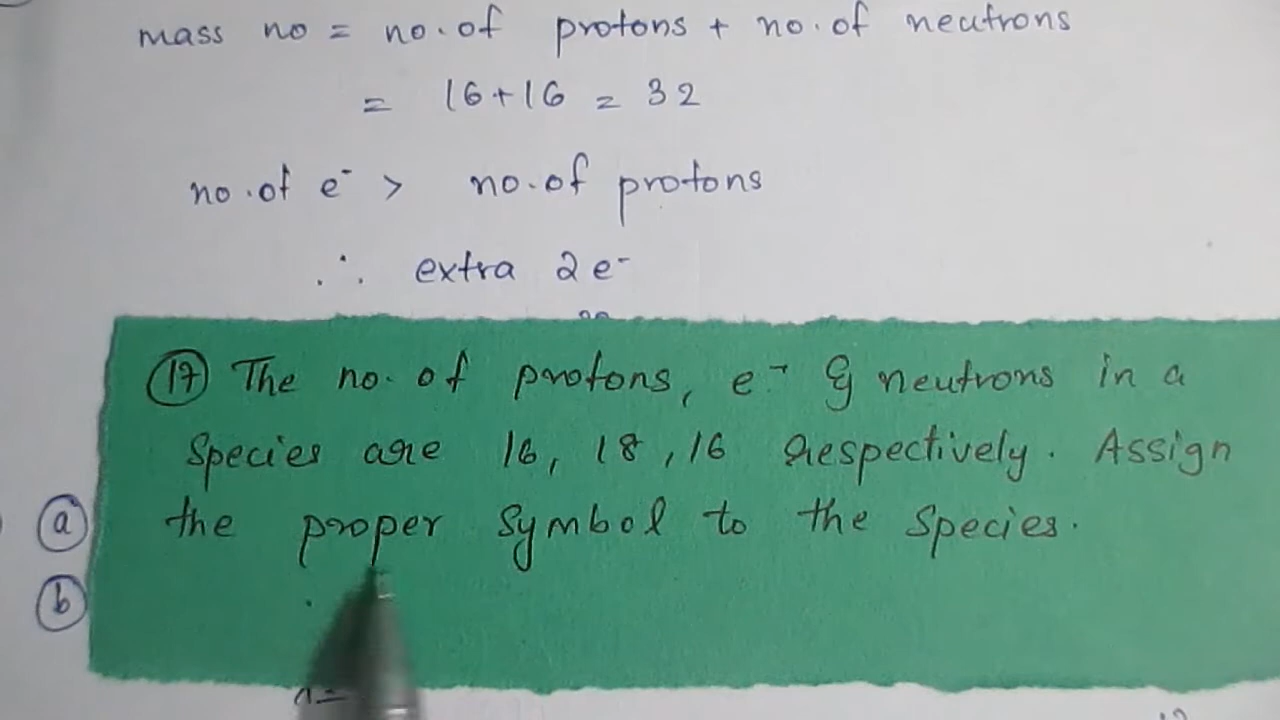 mass no = no. of protons + no. of neutrons
= 16+16 = 32
no. of e⁻ > no. of protons
∴ extra 2e⁻
17 The no. of protons, e⁻ & neutrons in a
species are 16, 18, 16 respectively. Assign
a the proper symbol to the species.
b